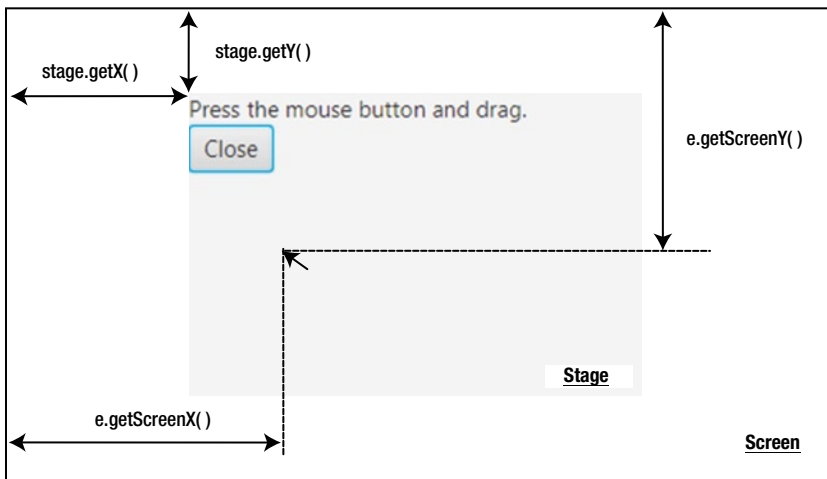 stage.getY( )
stage.getX( )
Press the mouse button and drag.
Close
e.getScreenY( )
Stage
e.getScreenX( )
Screen